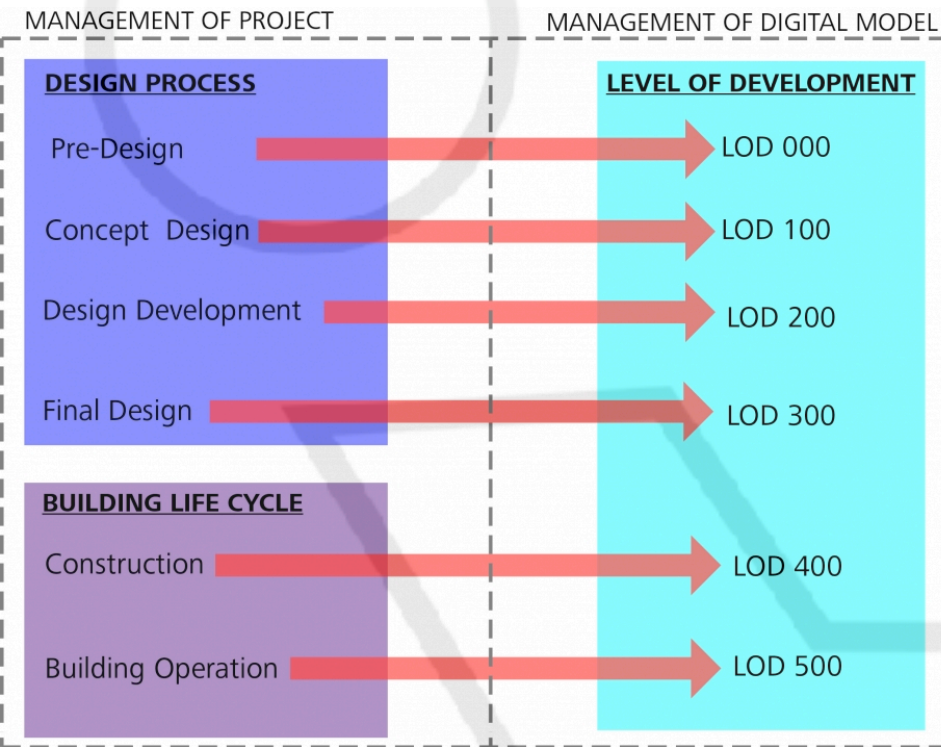 MANAGEMENT OF PROJECT
MANAGEMENT OF DIGITAL MODEL
DESIGN PROCESS
LEVEL OF DEVELOPMENT
Pre-Design
LOD 000
Concept Design
LOD 100
Design Development
LOD 200
Final Design
LOD 300
BUILDING LIFE CYCLE
Construction
LOD 400
Building Operation
LOD 500